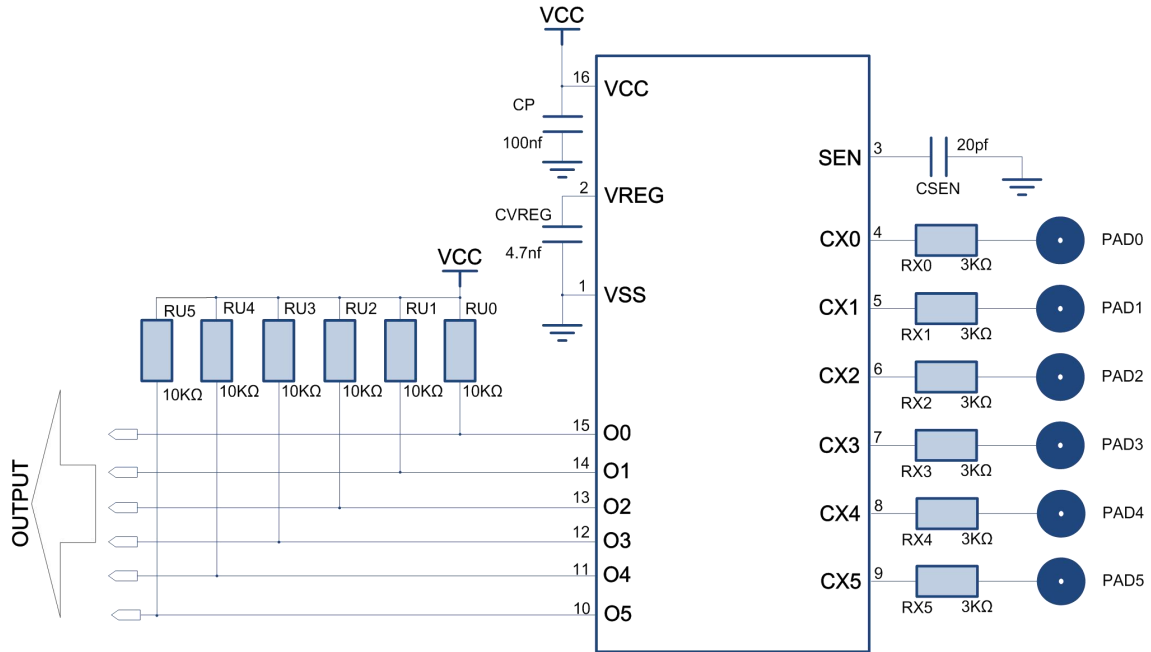 VCC
16
VCC
CP
100nf
SEN
3
20pf
CSEN
2
VREG
CVREG
4.7nf
CX0
4
RX0
3KΩ
PAD0
VCC
1
VSS
CX1
5
RX1
3KΩ
PAD1
RU5
RU4
RU3
RU2
RU1
RU0
10KΩ
10KΩ
10KΩ
10KΩ
10KΩ
10KΩ
CX2
6
RX2
3KΩ
PAD2
15
O0
CX3
7
RX3
3KΩ
PAD3
14
O1
13
O2
CX4
8
RX4
3KΩ
PAD4
12
O3
11
O4
CX5
9
RX5
3KΩ
PAD5
10
O5
OUTPUT